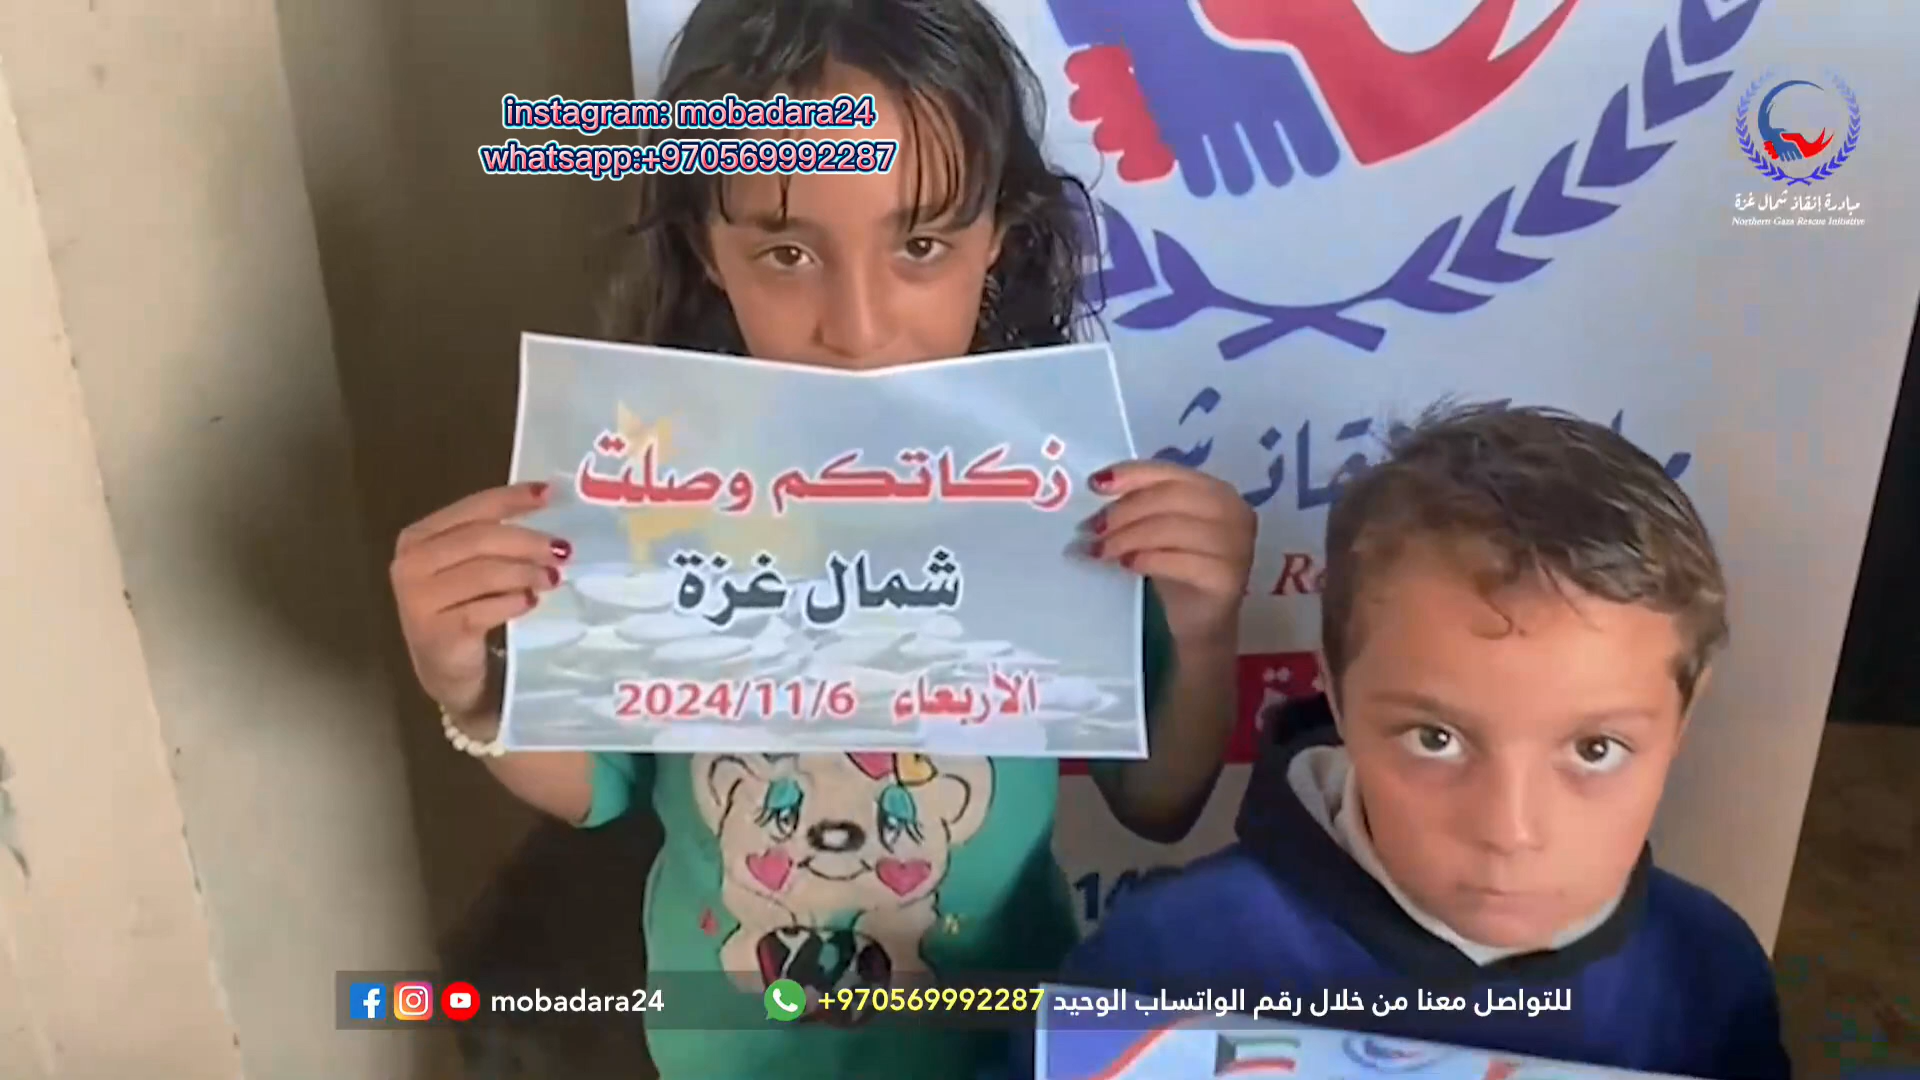 instagram: mobadara24
whatsapp:+970569992287
مبادرة إنقاذ شمال غزة
Northern Gaza Rescue Initiative
زكاتكم وصلت
شمال غزة
الأربعاء 2024/11/6
mobadara24
+970569992287 للتواصل معنا من خلال رقم الواتساب الوحيد